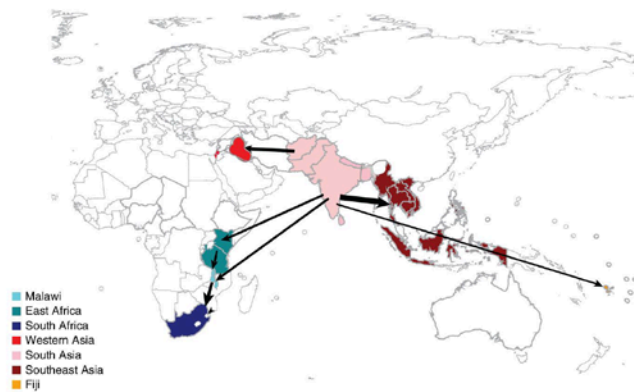 Malawi
East Africa
South Africa
Western Asia
South Asia
Southeast Asia
Fiji